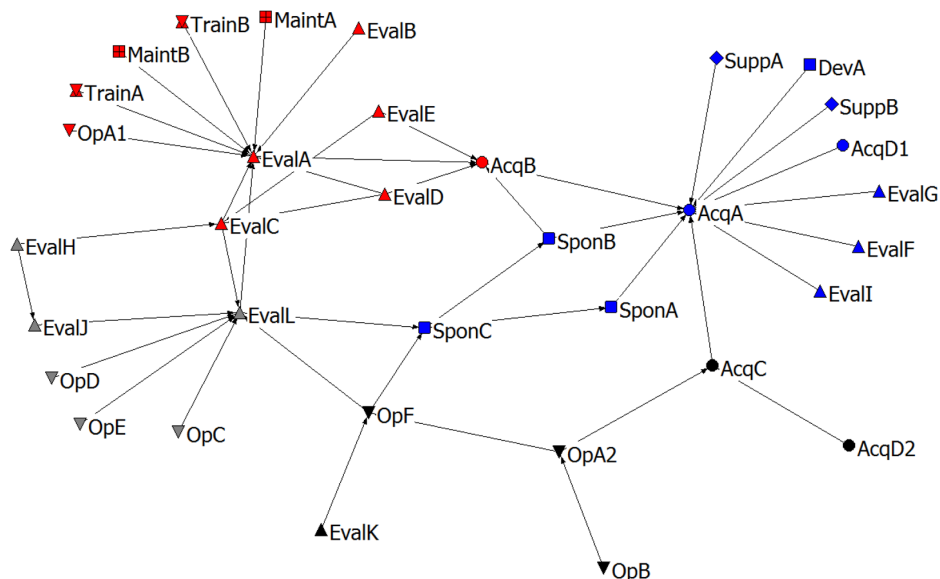 TrainB
MaintA
EvalB
MaintB
SuppA
DevA
TrainA
SuppB
EvalE
OpA1
AcqD1
EvalA
AcqB
EvalD
EvalG
AcqA
EvalC
SponB
EvalH
EvalF
EvalI
SponA
EvalL
EvalJ
SponC
AcqC
OpD
OpF
OpE
OpC
AcqD2
OpA2
EvalK
OpB